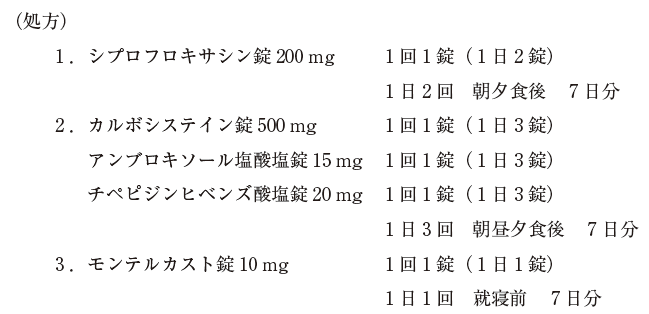 (処方)
1．シプロフロキサシン錠 200 mg　1回1錠（1日2錠）
1日2回　朝夕食後　7日分
2．カルボシステイン錠 500 mg　1回1錠（1日3錠）
アンブロキソール塩酸塩錠 15 mg　1回1錠（1日3錠）
チペピジンヒベンズ酸塩錠 20 mg　1回1錠（1日3錠）
1日3回　朝昼夕食後　7日分
3．モンテルカスト錠 10 mg　1回1錠（1日1錠）
1日1回　就寝前　7日分